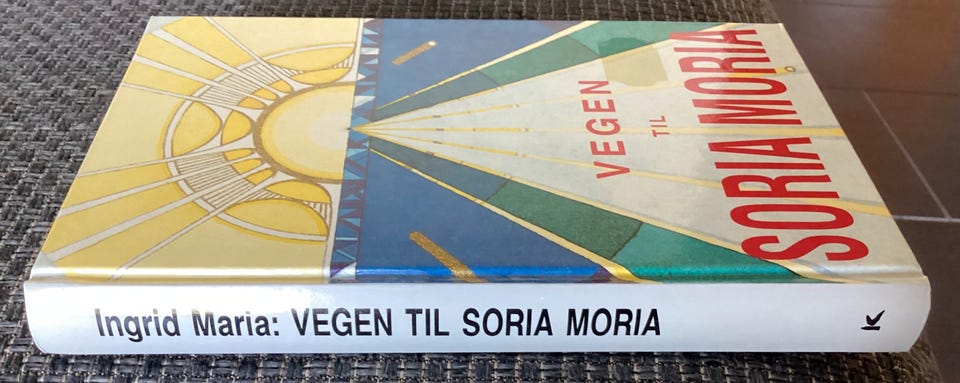 VEGEN
TIL
SORIA MORIA
Ingrid Maria: VEGEN TIL SORIA MORIA
K